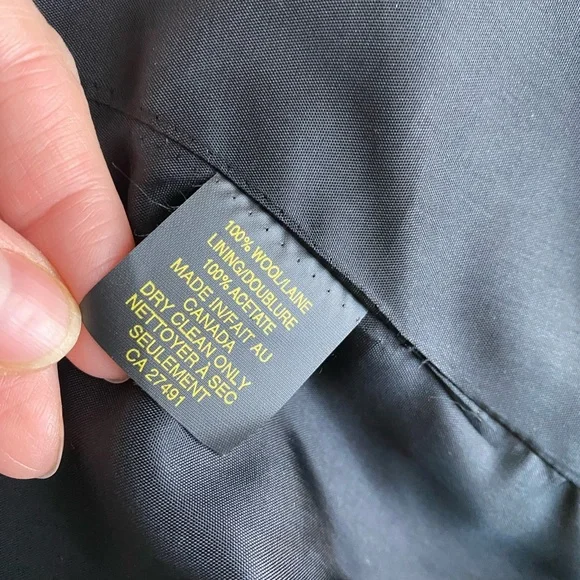 100% WOOL/LAINE
LINING/DOUBLURE
100% ACETATE
MADE IN/FAIT AU
CANADA
DRY CLEAN ONLY
NETTOYER À SEC
SEULEMENT
CA 27491